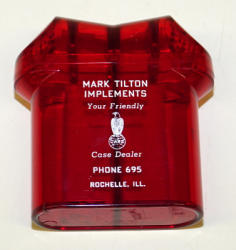 MARK TILTON
IMPLEMENTS
Your Friendly
CASE
Case Dealer
PHONE 695
ROCHELLE, ILL.